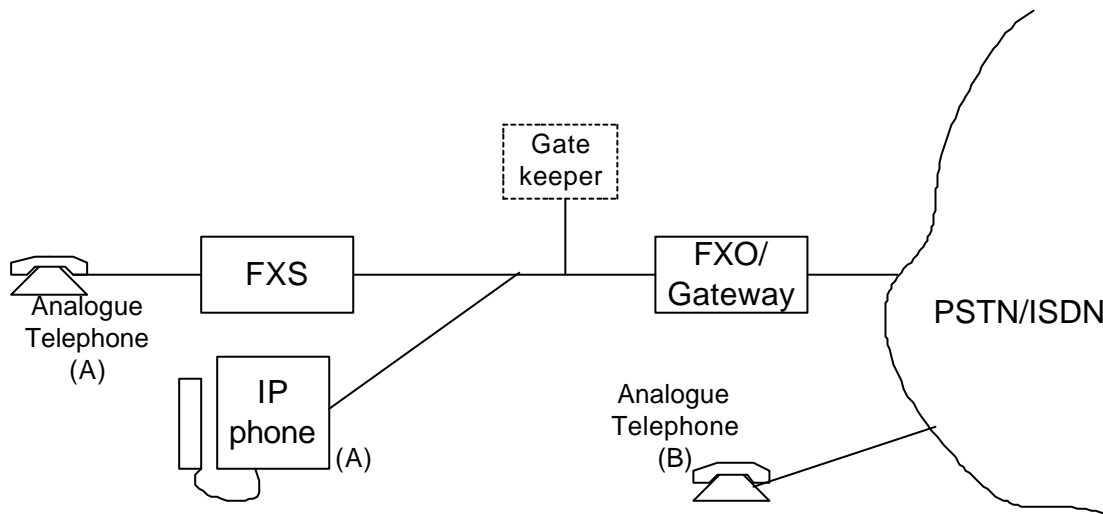 Gate
keeper
FXS
FXO/
Gateway
Analogue
Telephone
(A)
PSTN/ISDN
IP
phone
(A)
Analogue
Telephone
(B)